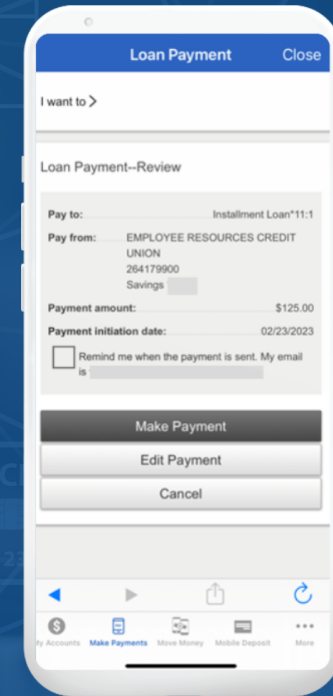 Loan Payment Close
I want to >
Loan Payment--Review
Pay to: Installment Loan*11:1
Pay from: EMPLOYEE RESOURCES CREDIT
UNION
264179900
Savings
Payment amount: $125.00
Payment initiation date: 02/23/2023
Remind me when the payment is sent. My email
is
Make Payment
Edit Payment
Cancel
My Accounts Make Payments Move Money Mobile Deposit More